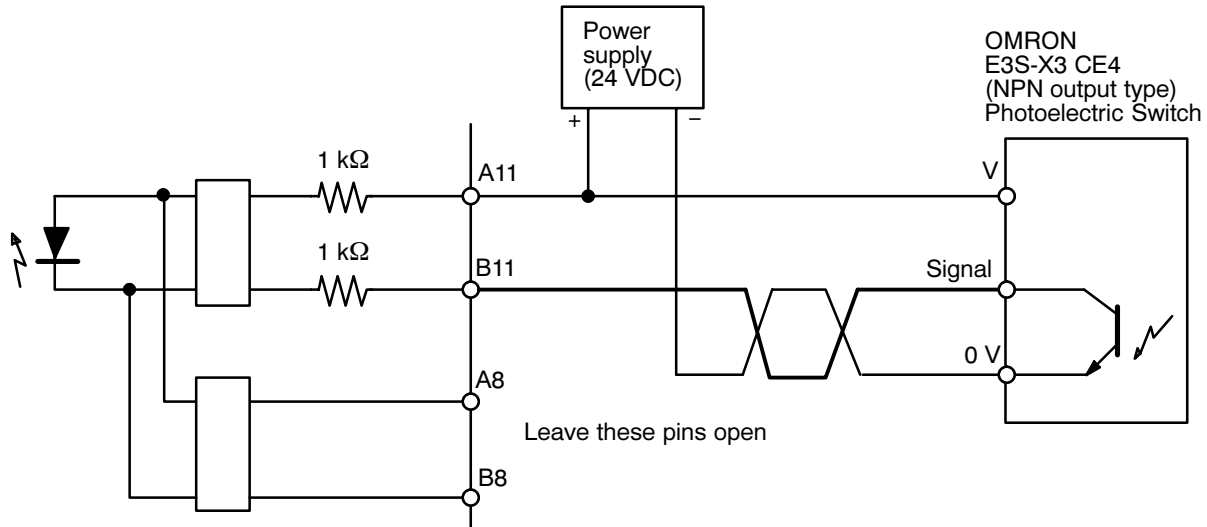 Power
supply
(24 VDC)
+ −
OMRON
E3S-X3 CE4
(NPN output type)
Photoelectric Switch
1 kΩ
A11
V
1 kΩ
B11
Signal
0 V
A8
Leave these pins open
B8